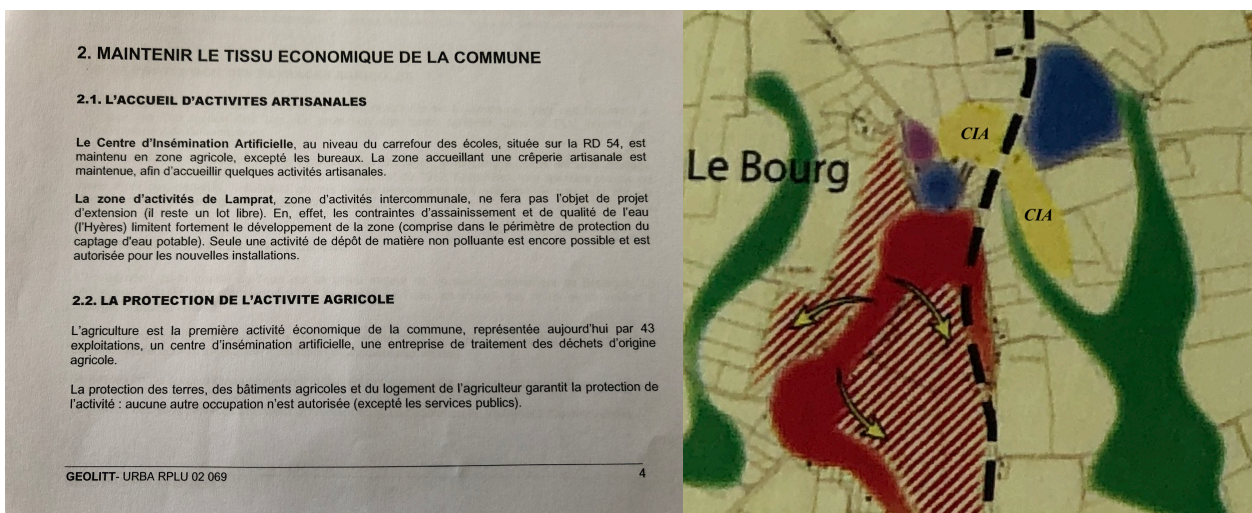 2. MAINTENIR LE TISSU ECONOMIQUE DE LA COMMUNE
2.1. L'ACCUEIL D'ACTIVITES ARTISANALES
Le Centre d'Insémination Artificielle, au niveau du carrefour des écoles, située sur la RD 54, est
maintenu en zone agricole, excepté les bureaux. La zone accueillant une crêperie artisanale est
maintenue, afin d'accueillir quelques activités artisanales.
La zone d'activités de Lamprat, zone d'activités intercommunale, ne fera pas l'objet de projet
d'extension (il reste un lot libre). En, effet, les contraintes d'assainissement et de qualité de l'eau
(l'Hyères) limitent fortement le développement de la zone (comprise dans le périmètre de protection du
captage d'eau potable). Seule une activité de dépôt de matière non polluante est encore possible et est
autorisée pour les nouvelles installations.
2.2. LA PROTECTION DE L'ACTIVITE AGRICOLE
L'agriculture est la première activité économique de la commune, représentée aujourd'hui par 43
exploitations, un centre d'insémination artificielle, une entreprise de traitement des déchets d'origine
agricole.
La protection des terres, des bâtiments agricoles et du logement de l'agriculteur garantit la protection de
l'activité : aucune autre occupation n'est autorisée (excepté les services publics).
GEOLITT- URBA RPLU 02 069
4
CIA
Le Bourg
CIA